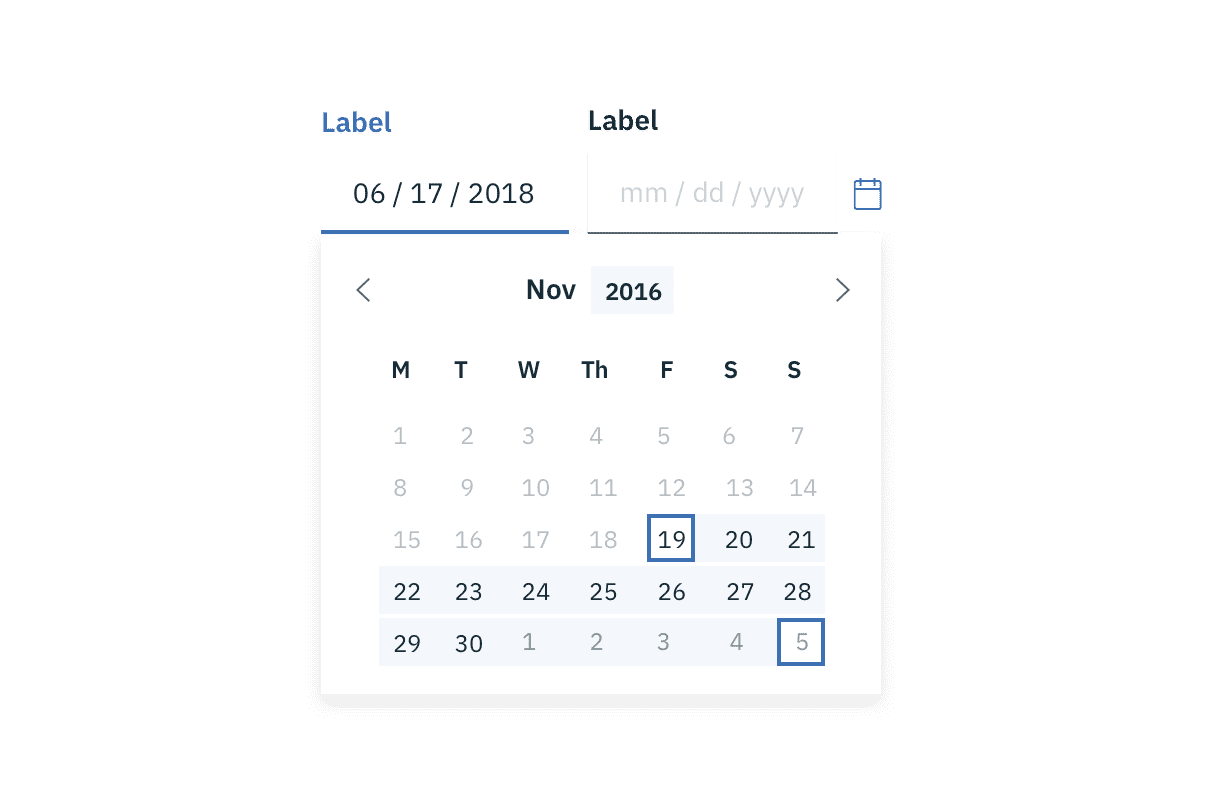 Label Label
06 / 17 / 2018 mm / dd / yyyy
Nov 2016
M T W Th F S S
1 2 3 4 5 6 7
8 9 10 11 12 13 14
15 16 17 18 19 20 21
22 23 24 25 26 27 28
29 30 1 2 3 4 5